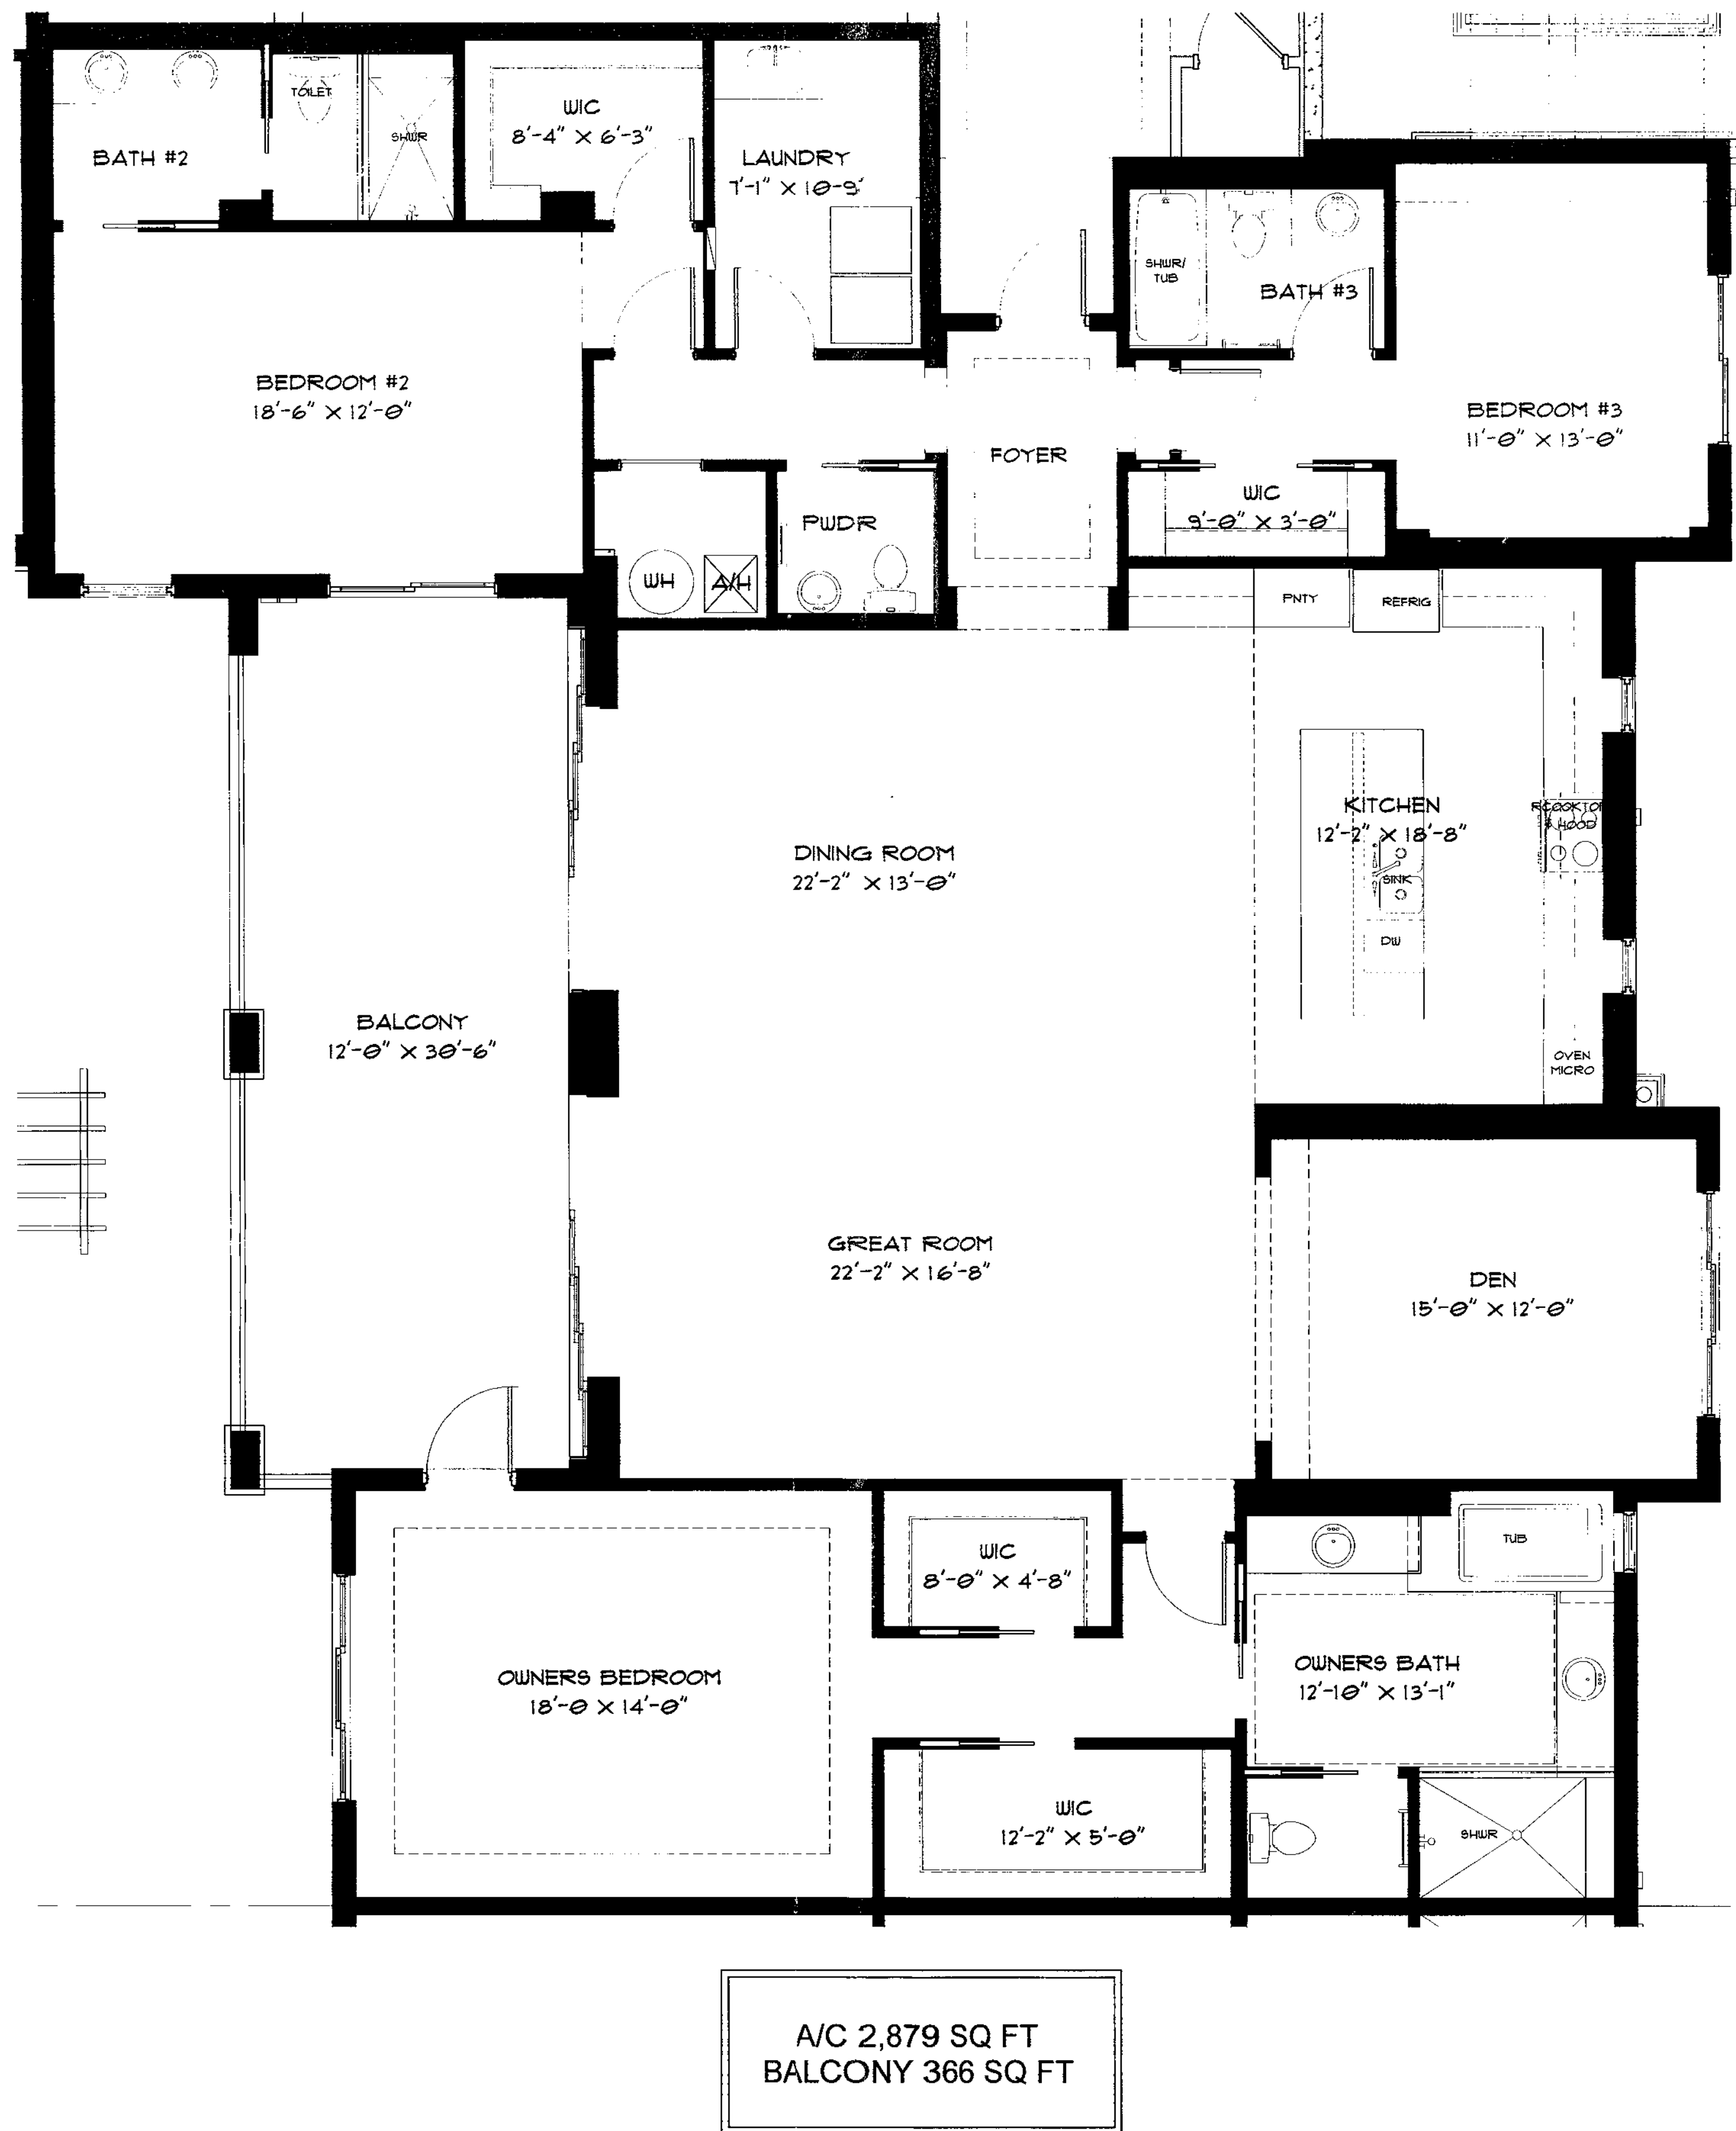 TOILET
SHWR
BATH #2
WIC
8'-4" X 6'-3"
LAUNDRY
7'-1" X 10-9'
SHWR/
TUB
BATH #3
BEDROOM #2
18'-6" X 12'-0"
FOYER
BEDROOM #3
11'-0" X 13'-0"
WIC
9'-0" X 3'-0"
PWDR
WH
A/H
PNTY
REFRIG
KITCHEN
12'-2" X 18'-8"
HOOD
SINK
DW
OVEN
MICRO
DINING ROOM
22'-2" X 13'-0"
BALCONY
12'-0" X 30'-6"
GREAT ROOM
22'-2" X 16'-8"
DEN
15'-0" X 12'-0"
WIC
8'-0" X 4'-8"
TUB
OWNERS BEDROOM
18'-0 X 14'-0"
OWNERS BATH
12'-10" X 13'-1"
WIC
12'-2" X 5'-0"
SHWR
A/C 2,879 SQ FT
BALCONY 366 SQ FT